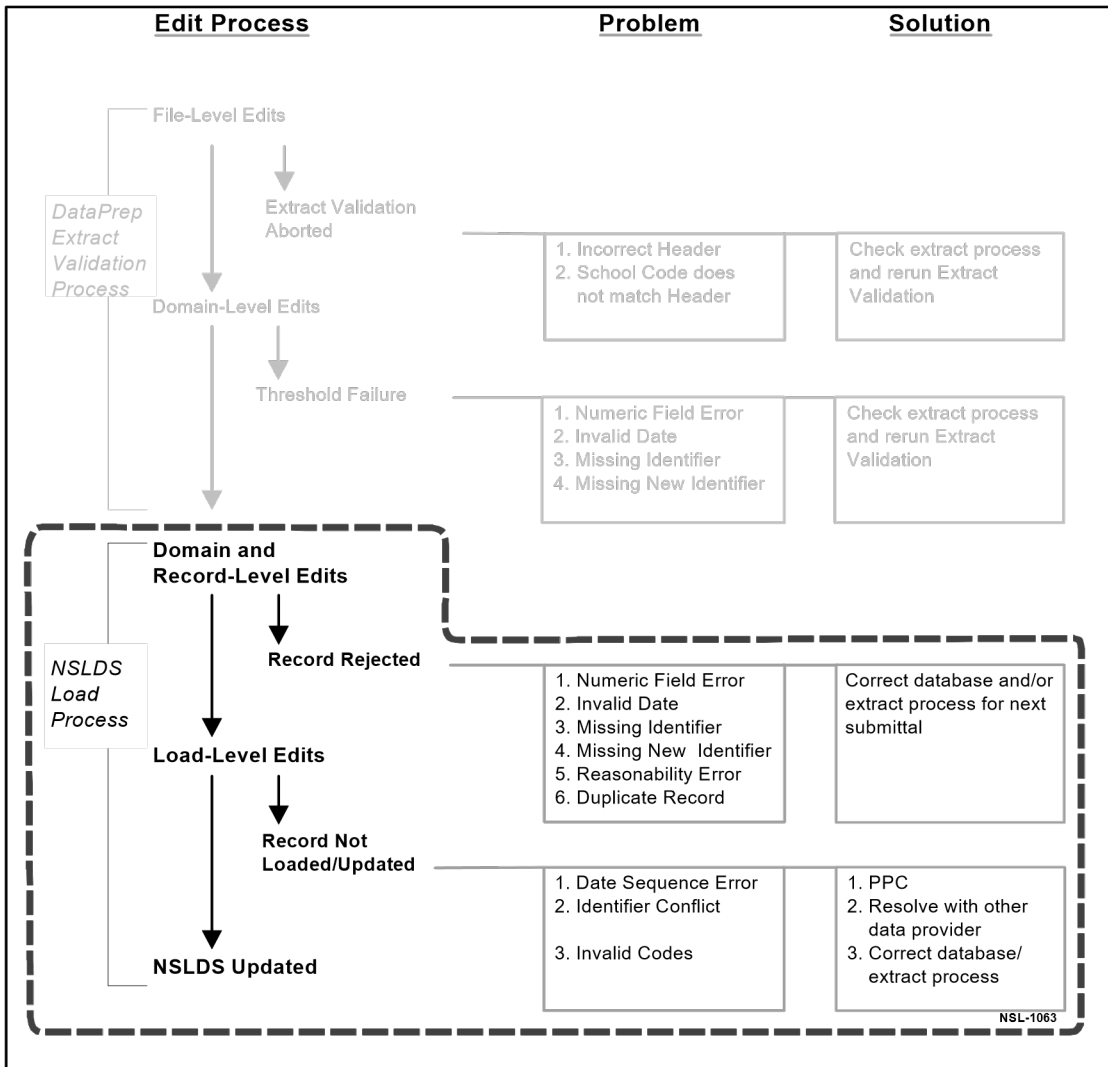 Edit Process
Problem
Solution
File-Level Edits
DataPrep
Extract
Validation
Process
Extract Validation
Aborted
1. Incorrect Header
2. School Code does
not match Header
Check extract process
and rerun Extract
Validation
Domain-Level Edits
Threshold Failure
1. Numeric Field Error
2. Invalid Date
3. Missing Identifier
4. Missing New Identifier
Check extract process
and rerun Extract
Validation
Domain and
Record-Level Edits
NSLDS
Load
Process
Record Rejected
1. Numeric Field Error
2. Invalid Date
3. Missing Identifier
4. Missing New Identifier
5. Reasonability Error
6. Duplicate Record
Correct database and/or
extract process for next
submittal
Load-Level Edits
Record Not
Loaded/Updated
1. Date Sequence Error
2. Identifier Conflict
3. Invalid Codes
1. PPC
2. Resolve with other
data provider
3. Correct database/
extract process
NSLDS Updated
NSL-1063